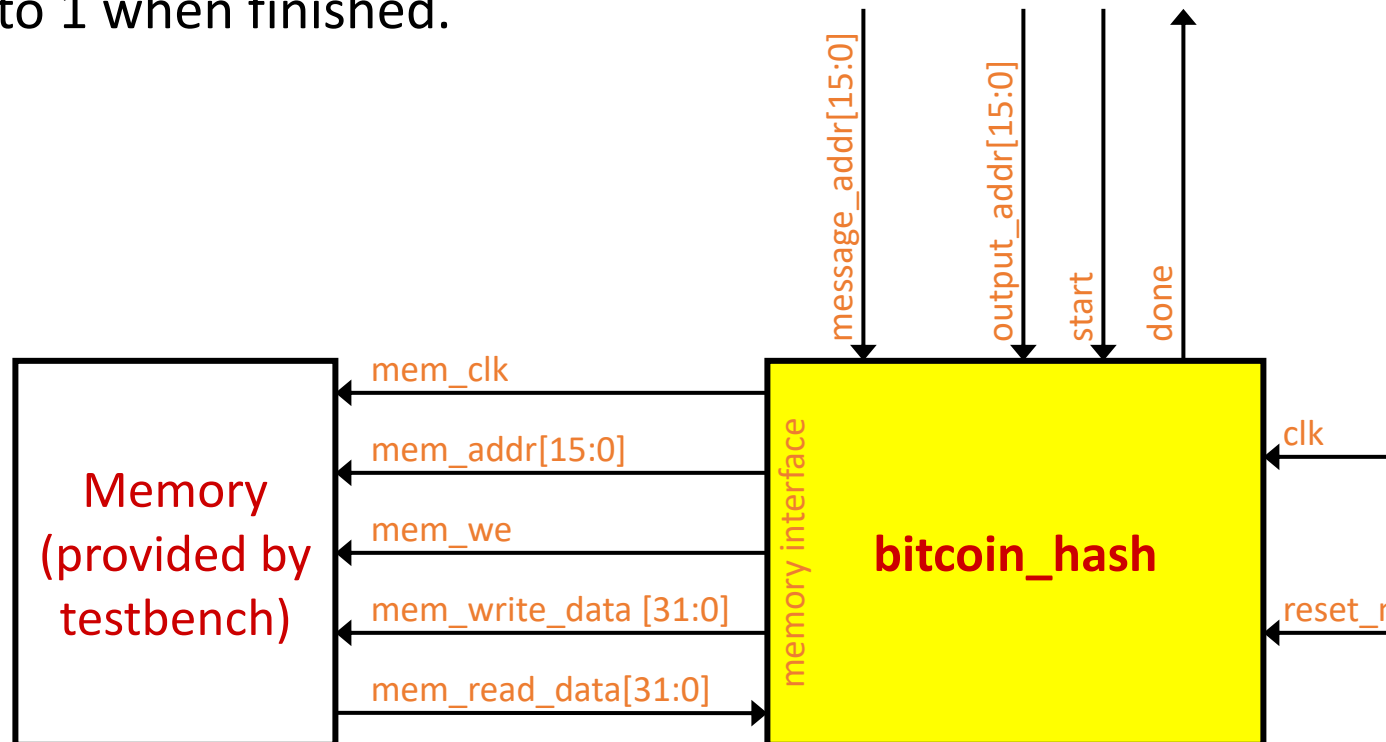 to 1 when finished.
message_addr[15:0]
output_addr[15:0]
start
done
mem_clk
mem_addr[15:0]
mem_we
mem_write_data [31:0]
mem_read_data[31:0]
Memory
(provided by
testbench)
memory interface
bitcoin_hash
clk
reset_n